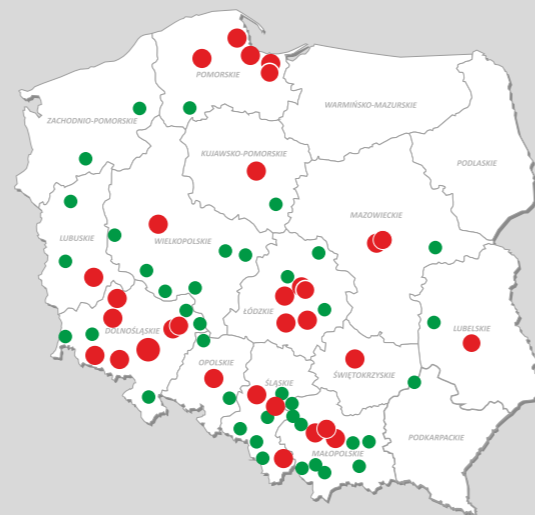 POMORSKIE
WARMIŃSKO-MAZURSKIE
ZACHODNIO-POMORSKIE
KUJAWSKO-POMORSKIE
PODLASKIE
MAZOWIECKIE
LUBUSKIE
WIELKOPOLSKIE
ŁÓDZKIE
DOLNOŚLĄSKIE
LUBELSKIE
OPOLSKIE
ŚWIĘTOKRZYSKIE
ŚLĄSKIE
PODKARPACKIE
MAŁOPOLSKIE